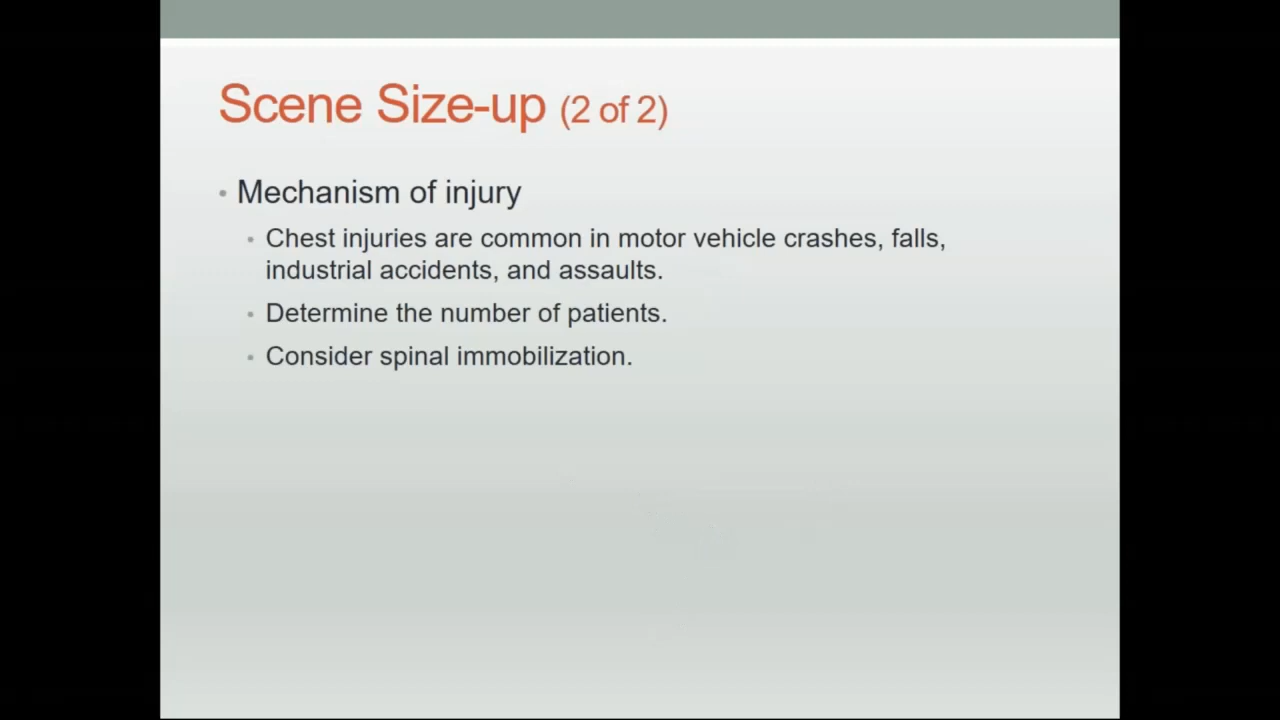 Scene Size-up (2 of 2)
• Mechanism of injury
• Chest injuries are common in motor vehicle crashes, falls,
industrial accidents, and assaults.
• Determine the number of patients.
• Consider spinal immobilization.